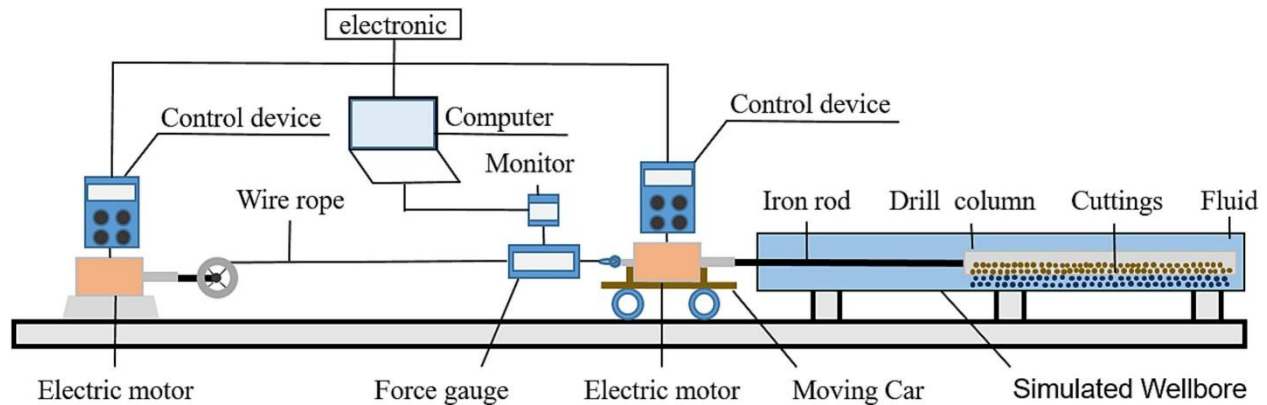 electronic
Control device
Computer
Control device
Monitor
Wire rope
Iron rod
Drill column
Cuttings
Fluid
Electric motor
Force gauge
Electric motor
Moving Car
Simulated Wellbore